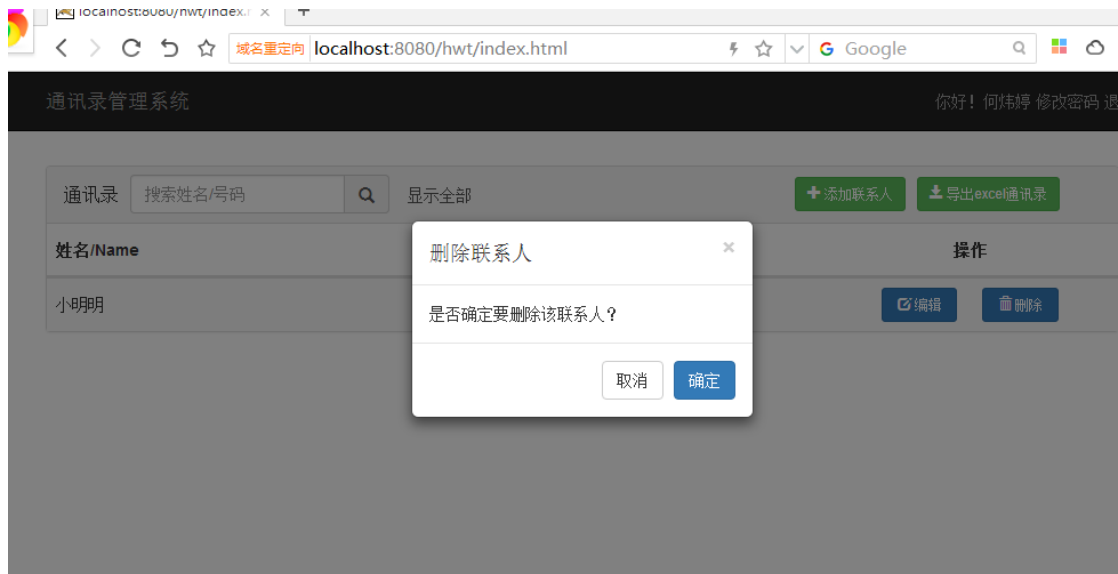 localhost:8080/hwt/index.h
域名重定向 localhost:8080/hwt/index.html
Google
通讯录管理系统
你好！何炜婷 修改密码 退
通讯录
搜索姓名/号码
显示全部
添加联系人
导出excel通讯录
姓名/Name
操作
小明明
编辑
删除
删除联系人
×
是否确定要删除该联系人？
取消
确定